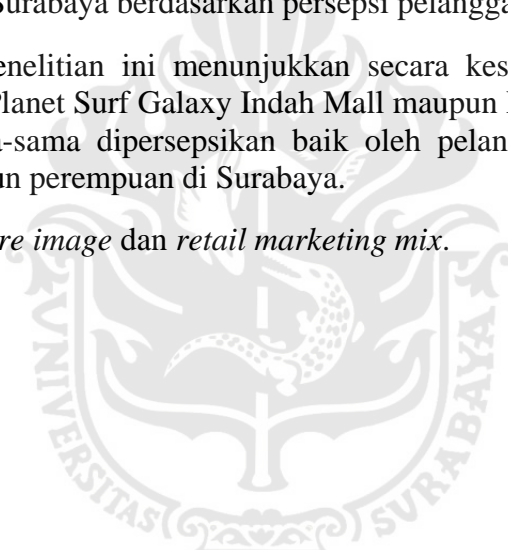 Surabaya berdasarkan persepsi pelangga
enelitian ini menunjukkan secara kes
Planet Surf Galaxy Indah Mall maupun
a-sama dipersepsikan baik oleh pelan
un perempuan di Surabaya.
re image dan retail marketing mix.
UNIVERSITAS SURABAYA